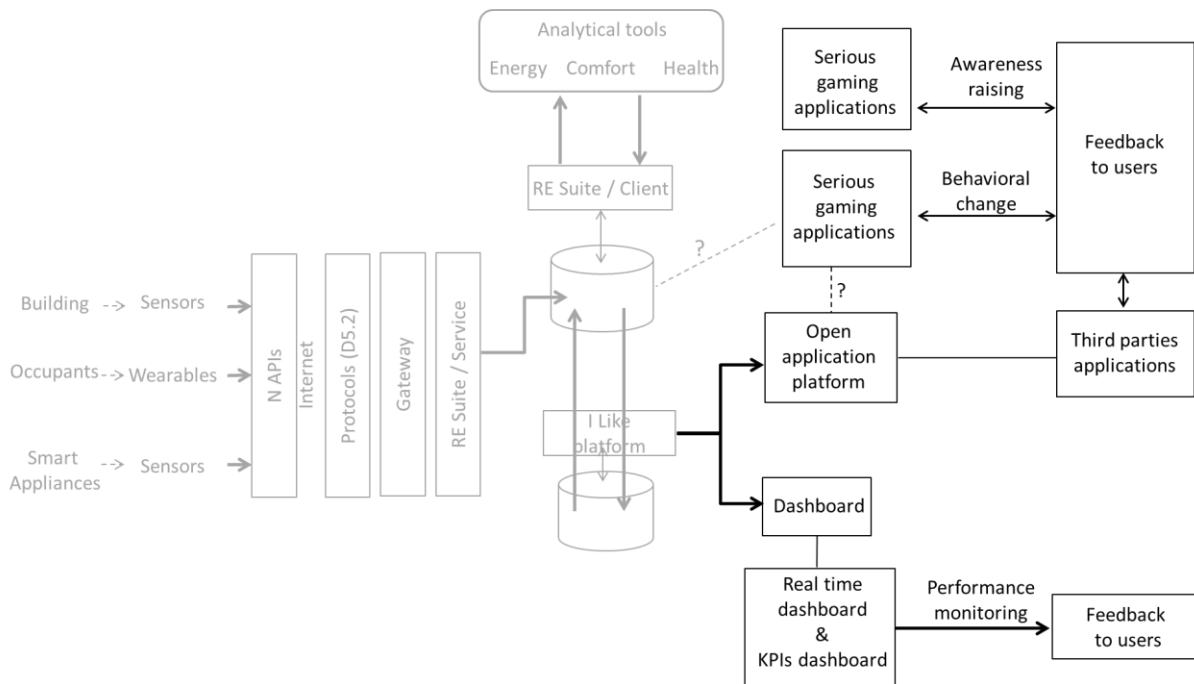 Analytical tools
Energy Comfort Health
RE Suite / Client
Building
Sensors
Occupants
Wearables
Smart
Appliances
Sensors
N APIs
Internet
Protocols (D5.2)
Gateway
RE Suite / Service
I Like
platform
?
Serious
gaming
applications
Awareness
raising
Feedback
to users
Serious
gaming
applications
Behavioral
change
?
Open
application
platform
Third parties
applications
Dashboard
Real time
dashboard
&
KPIs dashboard
Performance
monitoring
Feedback
to users